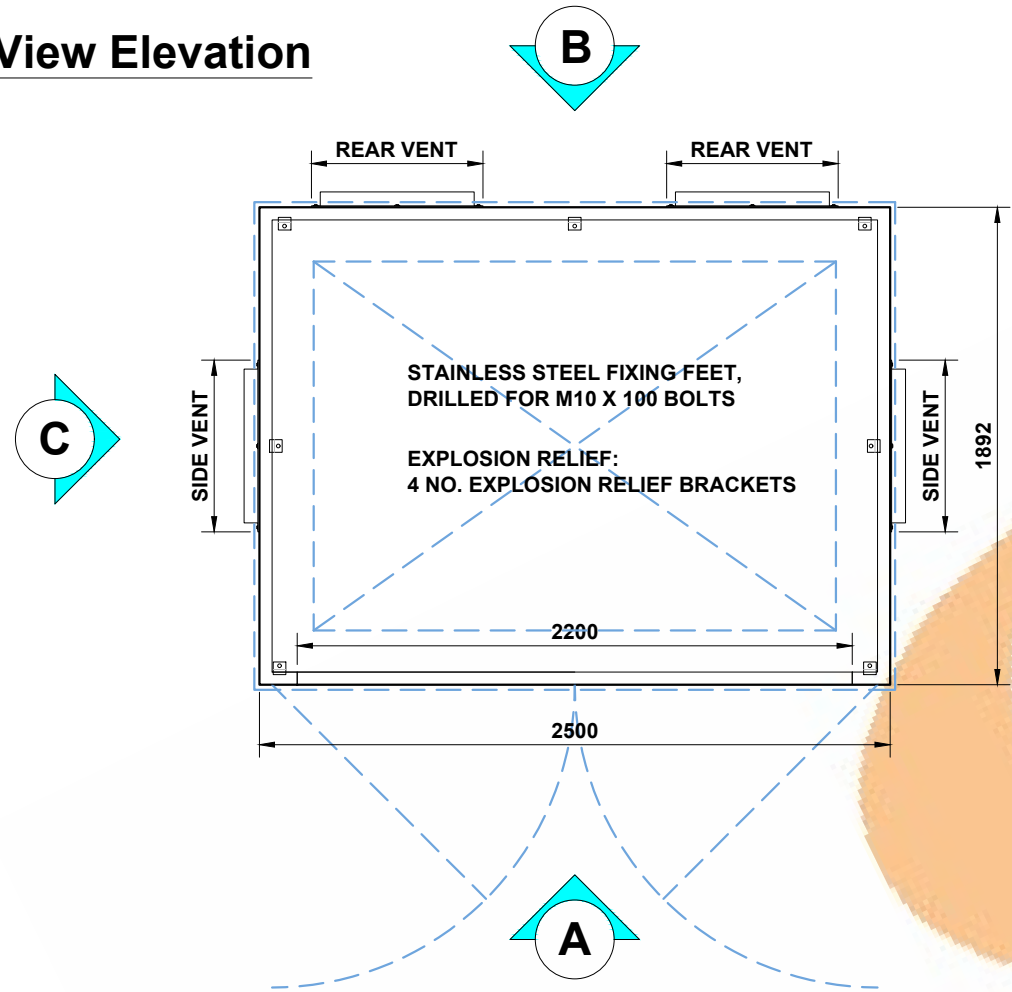 View Elevation
B
REAR VENT
REAR VENT
STAINLESS STEEL FIXING FEET,
DRILLED FOR M10 X 100 BOLTS
C
SIDE VENT
SIDE VENT
1892
EXPLOSION RELIEF:
4 NO. EXPLOSION RELIEF BRACKETS
2200
2500
A